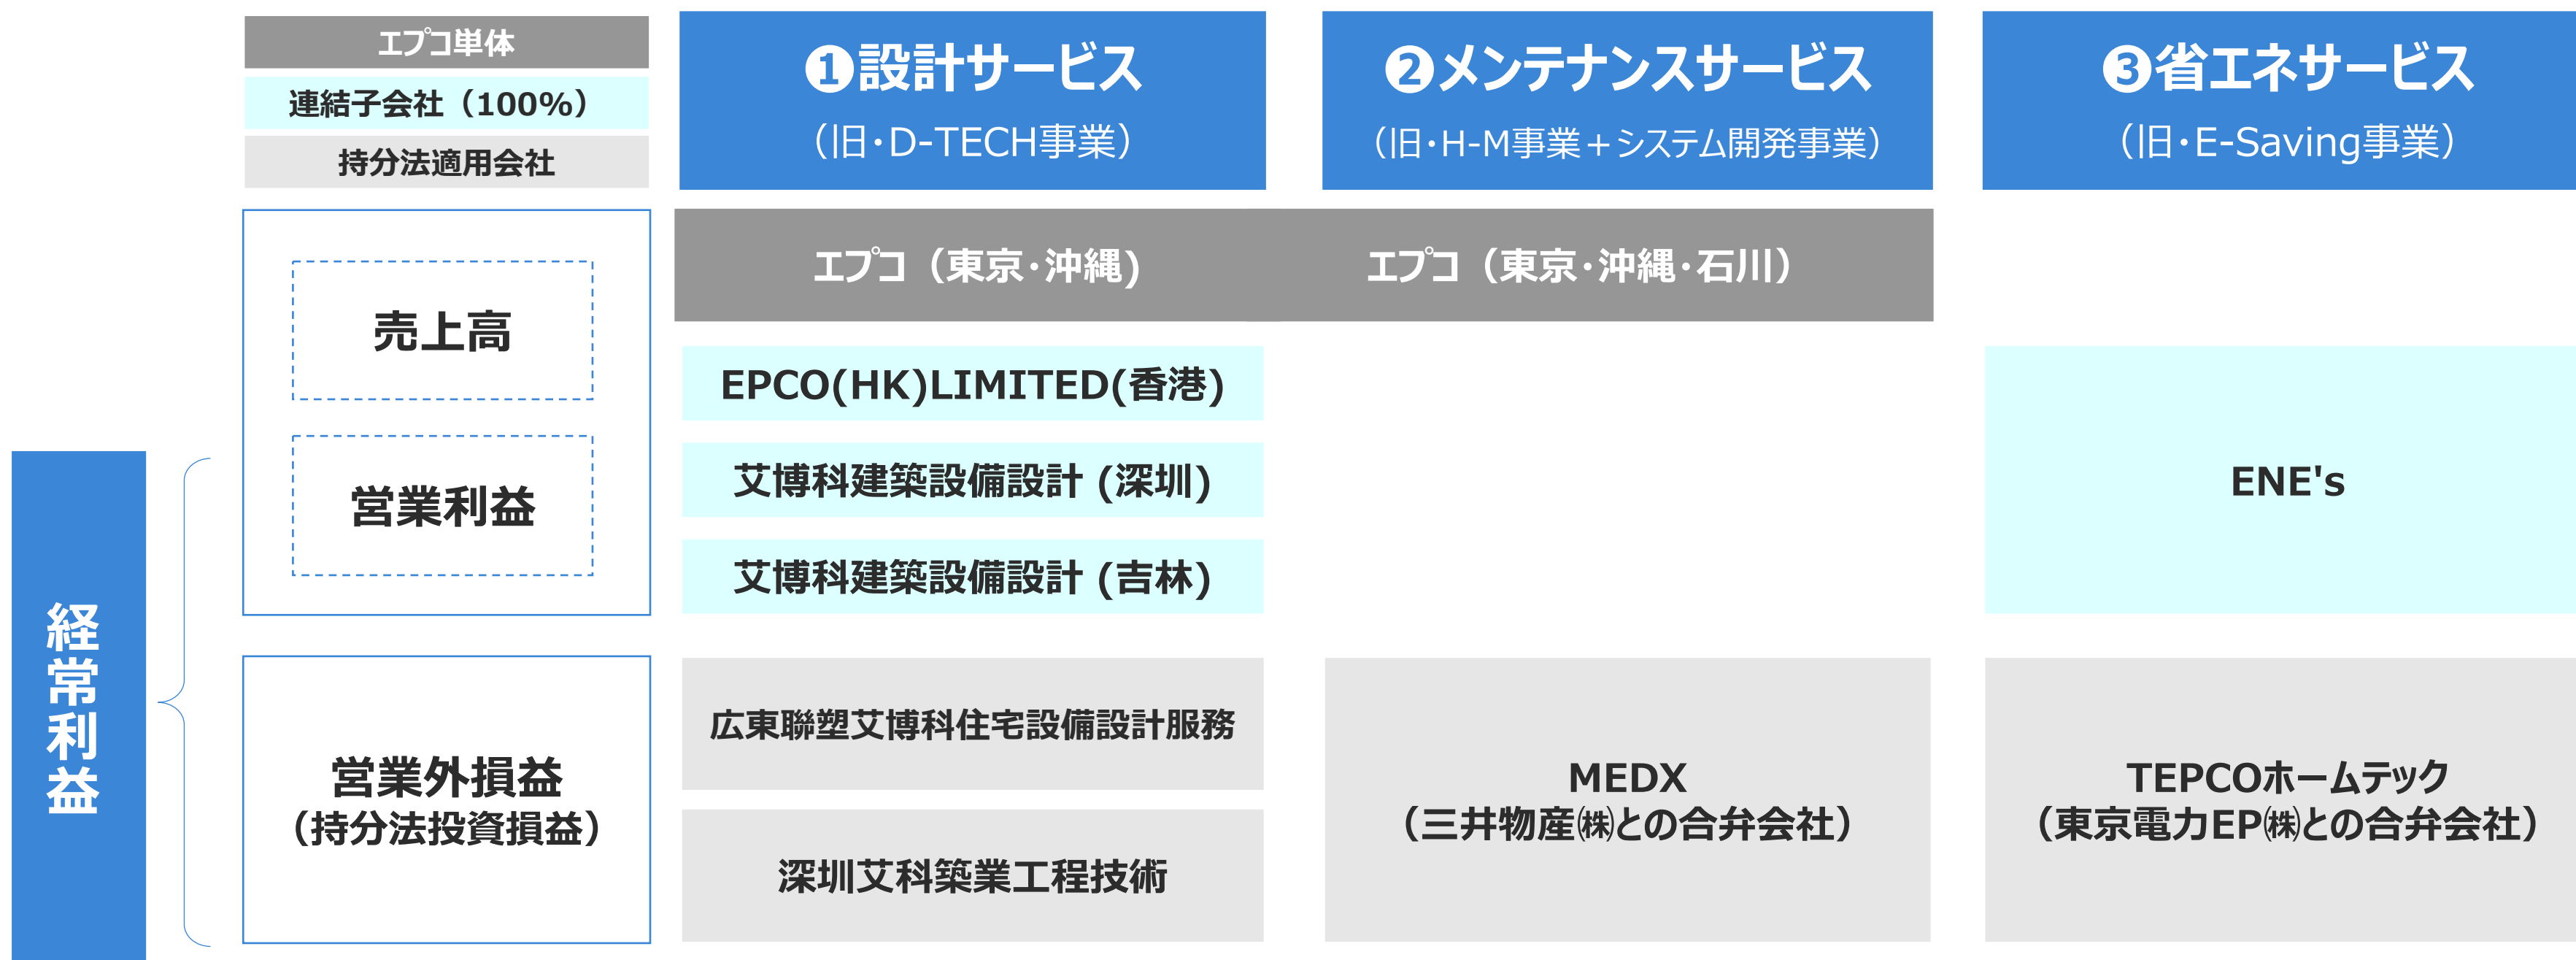 エプコ単体
連結子会社（100%）
持分法適用会社
❶設計サービス
（旧・D-TECH事業）
❷メンテナンスサービス
（旧・H-M事業＋システム開発事業）
❸省エネサービス
（旧・E-Saving事業）
売上高
営業利益
エプコ（東京・沖縄）
エプコ（東京・沖縄・石川）
EPCO(HK)LIMITED(香港)
艾博科建築設備設計 (深圳)
艾博科建築設備設計 (吉林)
ENE's
経常利益
営業外損益
（持分法投資損益）
広東聯塑艾博科住宅設備設計服務
深圳艾科築業工程技術
MEDX
（三井物産㈱との合弁会社）
TEPCOホームテック
（東京電力EP㈱との合弁会社）